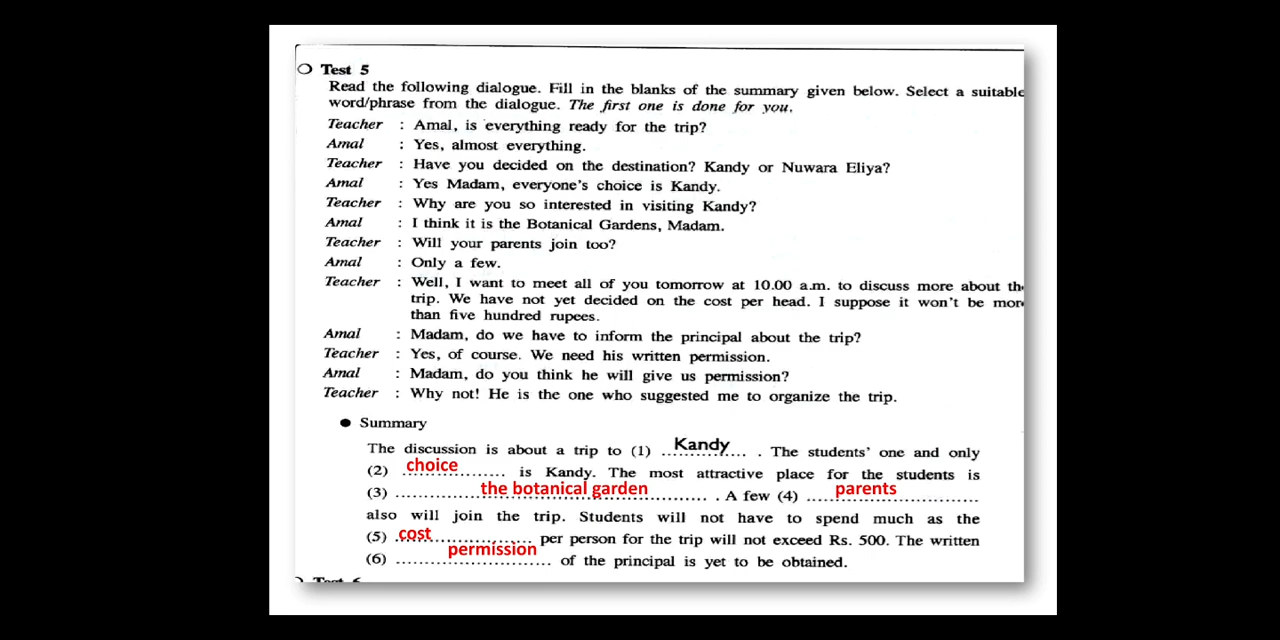 Test 5
Read the following dialogue. Fill in the blanks of the summary given below. Select a suitable
word/phrase from the dialogue. The first one is done for you.
Teacher : Amal, is everything ready for the trip?
Amal : Yes, almost everything.
Teacher : Have you decided on the destination? Kandy or Nuwara Eliya?
Amal : Yes Madam, everyone's choice is Kandy.
Teacher : Why are you so interested in visiting Kandy?
Amal : I think it is the Botanical Gardens, Madam.
Teacher : Will your parents join too?
Amal : Only a few.
Teacher : Well, I want to meet all of you tomorrow at 10.00 a.m. to discuss more about the
trip. We have not yet decided on the cost per head. I suppose it won't be more
than five hundred rupees.
Amal : Madam, do we have to inform the principal about the trip?
Teacher : Yes, of course. We need his written permission.
Amal : Madam, do you think he will give us permission?
Teacher : Why not! He is the one who suggested me to organize the trip.
● Summary
The discussion is about a trip to (1) Kandy . The students' one and only
(2) choice is Kandy. The most attractive place for the students is
(3) the botanical garden . A few (4) parents
also will join the trip. Students will not have to spend much as the
(5) cost per person for the trip will not exceed Rs. 500. The written
(6) permission of the principal is yet to be obtained.